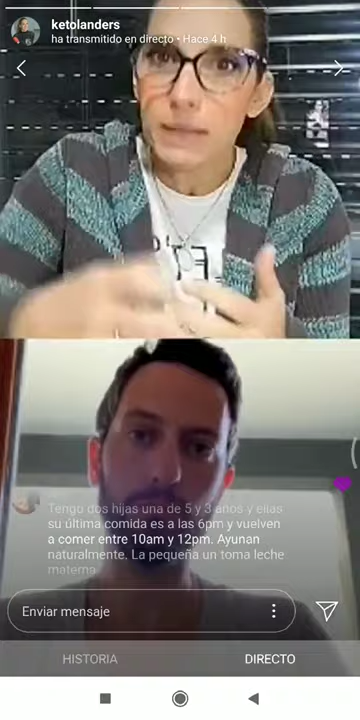 ketolanders
ha transmitido en directo • Hace 4 h
Tengo dos hijas una de 5 y 3 años y ellas
su última comida es a las 6pm y vuelven
a comer entre 10am y 12pm. Ayunan
naturalmente. La pequeña un toma leche
materna
Enviar mensaje
HISTORIA
DIRECTO